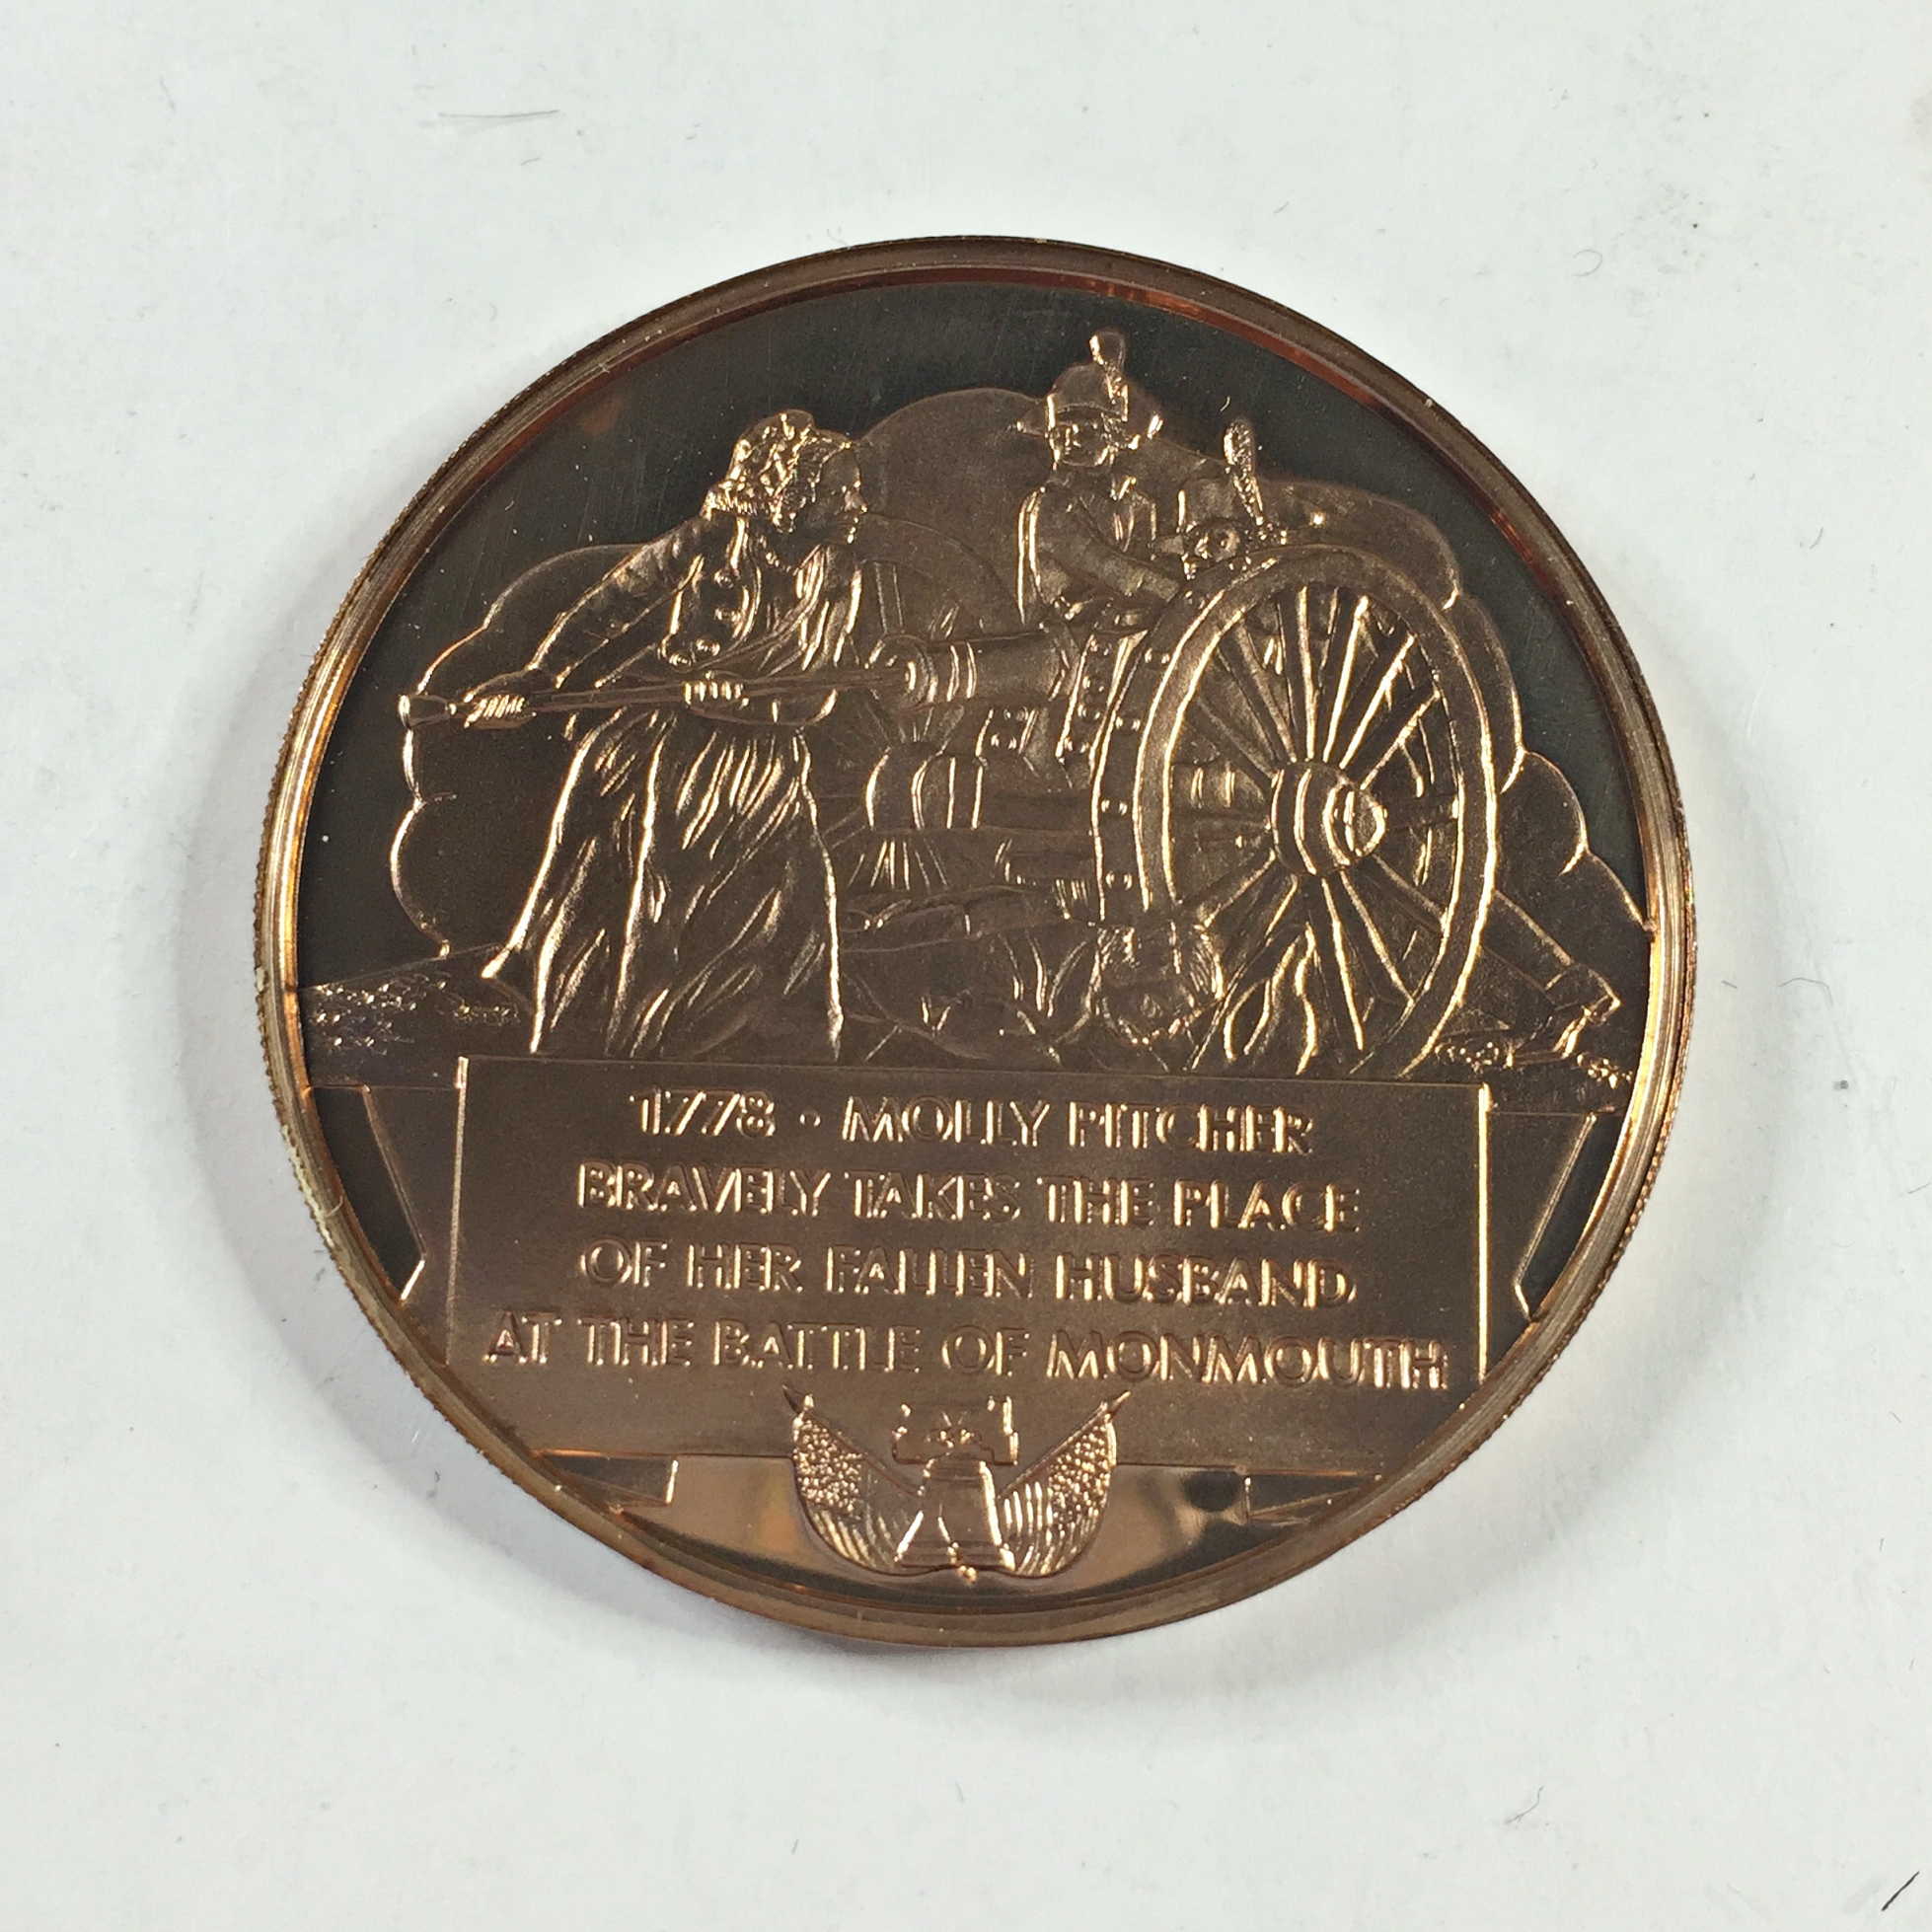 1778 · MOLLY PITCHER
BRAVELY TAKES THE PLACE
OF HER FALLEN HUSBAND
AT THE BATTLE OF MONMOUTH